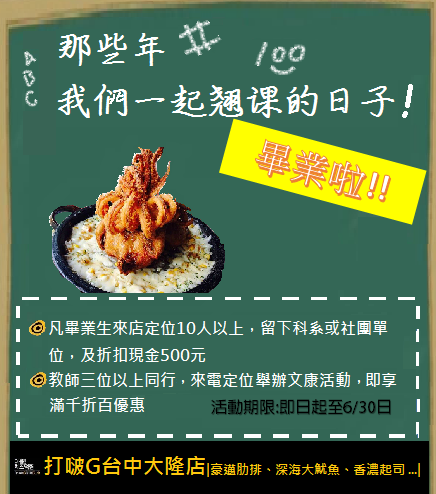 那些年
100
ABC
我們一起翹课的日子!
畢業啦!!
凡畢業生來店定位10人以上，留下科系或社團單
位，及折扣現金500元
教師三位以上同行，來電定位舉辦文康活動，即享
滿千折百優惠
活動期限:即日起至6/30日
打啵G台中大隆店|豪邁肋排、深海大魷魚、香濃起司 ...|